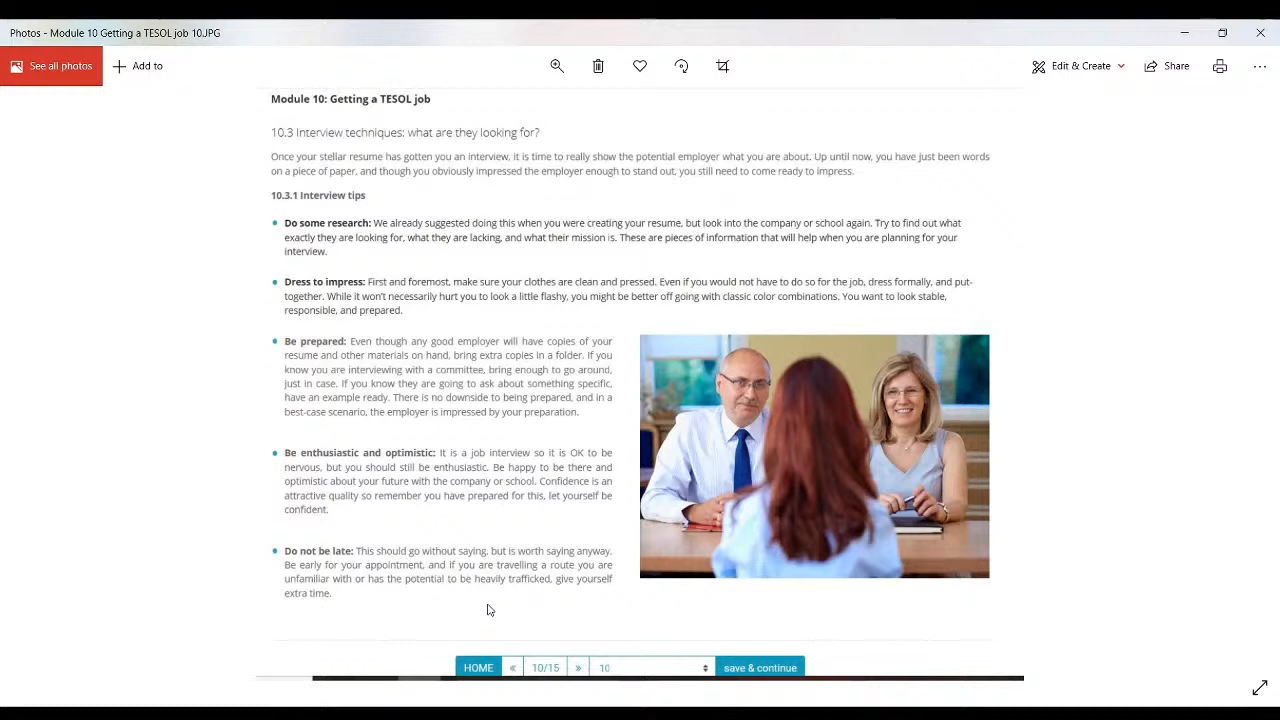 Photos - Module 10 Getting a TESOL job 10.JPG
See all photos
Add to
Edit & Create
Share
Module 10: Getting a TESOL job
10.3 Interview techniques: what are they looking for?
Once your stellar resume has gotten you an interview, it is time to really show the potential employer what you are about. Up until now, you have just been words
on a piece of paper, and though you obviously impressed the employer enough to stand out, you still need to come ready to impress.
10.3.1 Interview tips
Do some research: We already suggested doing this when you were creating your resume, but look into the company or school again. Try to find out what
exactly they are looking for, what they are lacking, and what their mission is. These are pieces of information that will help when you are planning for your
interview.
Dress to impress: First and foremost, make sure your clothes are clean and pressed. Even if you would not have to do so for the job, dress formally, and put-
together. While it won't necessarily hurt you to look a little flashy, you might be better off going with classic color combinations. You want to look stable,
responsible, and prepared.
Be prepared: Even though any good employer will have copies of your
resume and other materials on hand, bring extra copies in a folder. If you
know you are interviewing with a committee, bring enough to go around,
just in case. If you know they are going to ask about something specific,
have an example ready. There is no downside to being prepared, and in a
best-case scenario, the employer is impressed by your preparation.
Be enthusiastic and optimistic: It is a job interview so it is OK to be
nervous, but you should still be enthusiastic. Be happy to be there and
optimistic about your future with the company or school. Confidence is an
attractive quality so remember you have prepared for this, let yourself be
confident.
Do not be late: This should go without saying, but is worth saying anyway.
Be early for your appointment, and if you are travelling a route you are
unfamiliar with or has the potential to be heavily trafficked, give yourself
extra time.
HOME « 10/15 » 10 save & continue